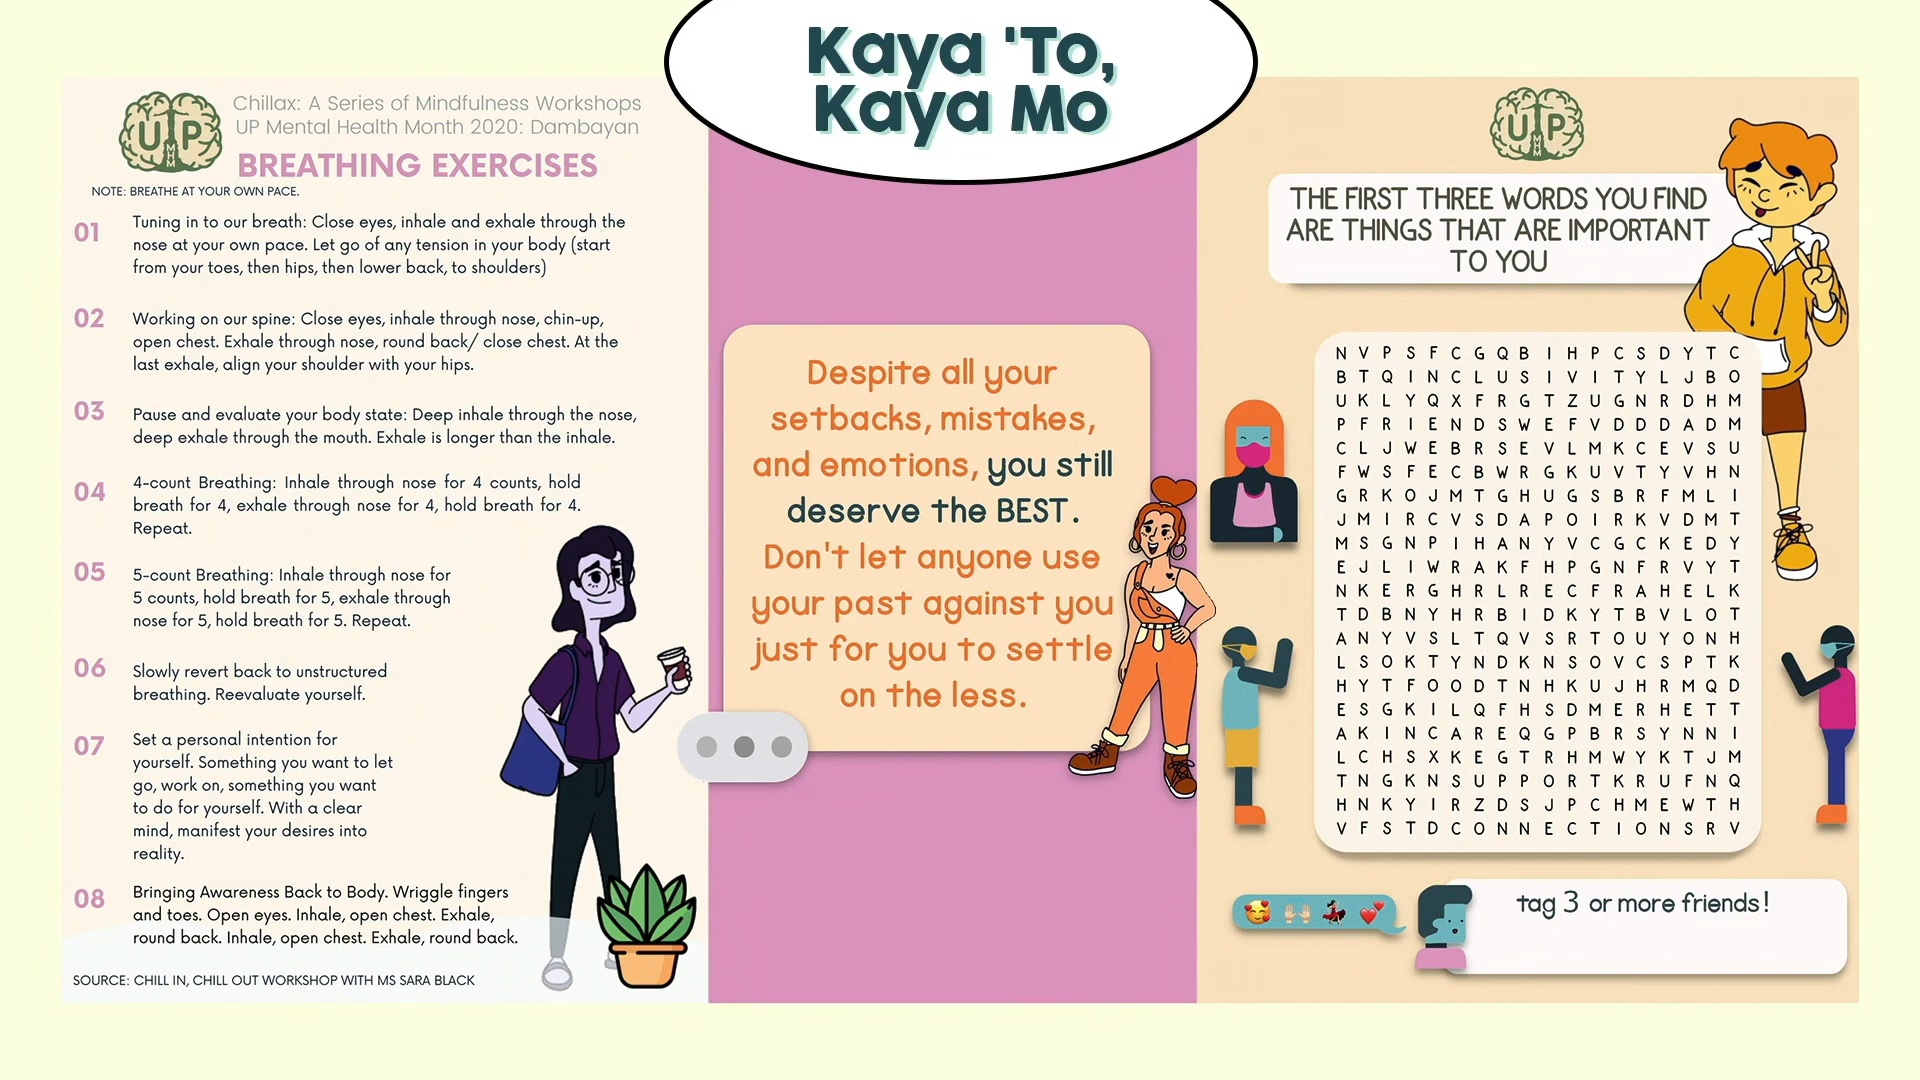 Kaya 'To,
Kaya Mo
UP
MHM
Chillax: A Series of Mindfulness Workshops
UP Mental Health Month 2020: Dambayan
BREATHING EXERCISES
NOTE: BREATHE AT YOUR OWN PACE.
01
Tuning in to our breath: Close eyes, inhale and exhale through the
nose at your own pace. Let go of any tension in your body (start
from your toes, then hips, then lower back, to shoulders)
02
Working on our spine: Close eyes, inhale through nose, chin-up,
open chest. Exhale through nose, round back/ close chest. At the
last exhale, align your shoulder with your hips.
03
Pause and evaluate your body state: Deep inhale through the nose,
deep exhale through the mouth. Exhale is longer than the inhale.
04
4-count Breathing: Inhale through nose for 4 counts, hold
breath for 4, exhale through nose for 4, hold breath for 4.
Repeat.
05
5-count Breathing: Inhale through nose for
5 counts, hold breath for 5, exhale through
nose for 5, hold breath for 5. Repeat.
06
Slowly revert back to unstructured
breathing. Reevaluate yourself.
07
Set a personal intention for
yourself. Something you want to let
go, work on, something you want
to do for yourself. With a clear
mind, manifest your desires into
reality.
08
Bringing Awareness Back to Body. Wriggle fingers
and toes. Open eyes. Inhale, open chest. Exhale,
round back. Inhale, open chest. Exhale, round back.
SOURCE: CHILL IN, CHILL OUT WORKSHOP WITH MS SARA BLACK
Despite all your
setbacks, mistakes,
and emotions, you still
deserve the BEST.
Don't let anyone use
your past against you
just for you to settle
on the less.
UP
MHM
THE FIRST THREE WORDS YOU FIND
ARE THINGS THAT ARE IMPORTANT
TO YOU
N V P S F C G Q B I H P C S D Y T C
B T Q I N C L U S I V I T Y L J B O
U K L Y Q X F R G T Z U G N R D H M
P F R I E N D S W E F V D D D A D M
C L J W E B R S E V L M K C E V S U
F W S F E C B W R G K U V T Y V H N
G R K O J M T G H U G S B R F M L I
J M I R C V S D A P O I R K V D M T
M S G N P I H A N Y V C G C K E D Y
E J L I W R A K F H P G N F R V Y T
N K E R G H R L R E C F R A H E L K
T D B N Y H R B I D K Y T B V L O T
A N Y V S L T Q V S R T O U Y O N H
L S O K T Y N D K N S O V C S P T K
H Y T F O O D T N H K U J H R M Q D
E S G K I L Q F H S D M E R H E T T
A K I N C A R E Q G P B R S Y N N I
L C H S X K E G T R H M W Y K T J M
T N G K N S U P P O R T K R U F N Q
H N K Y I R Z D S J P C H M E W T H
V F S T D C O N N E C T I O N S R V
tag 3 or more friends!